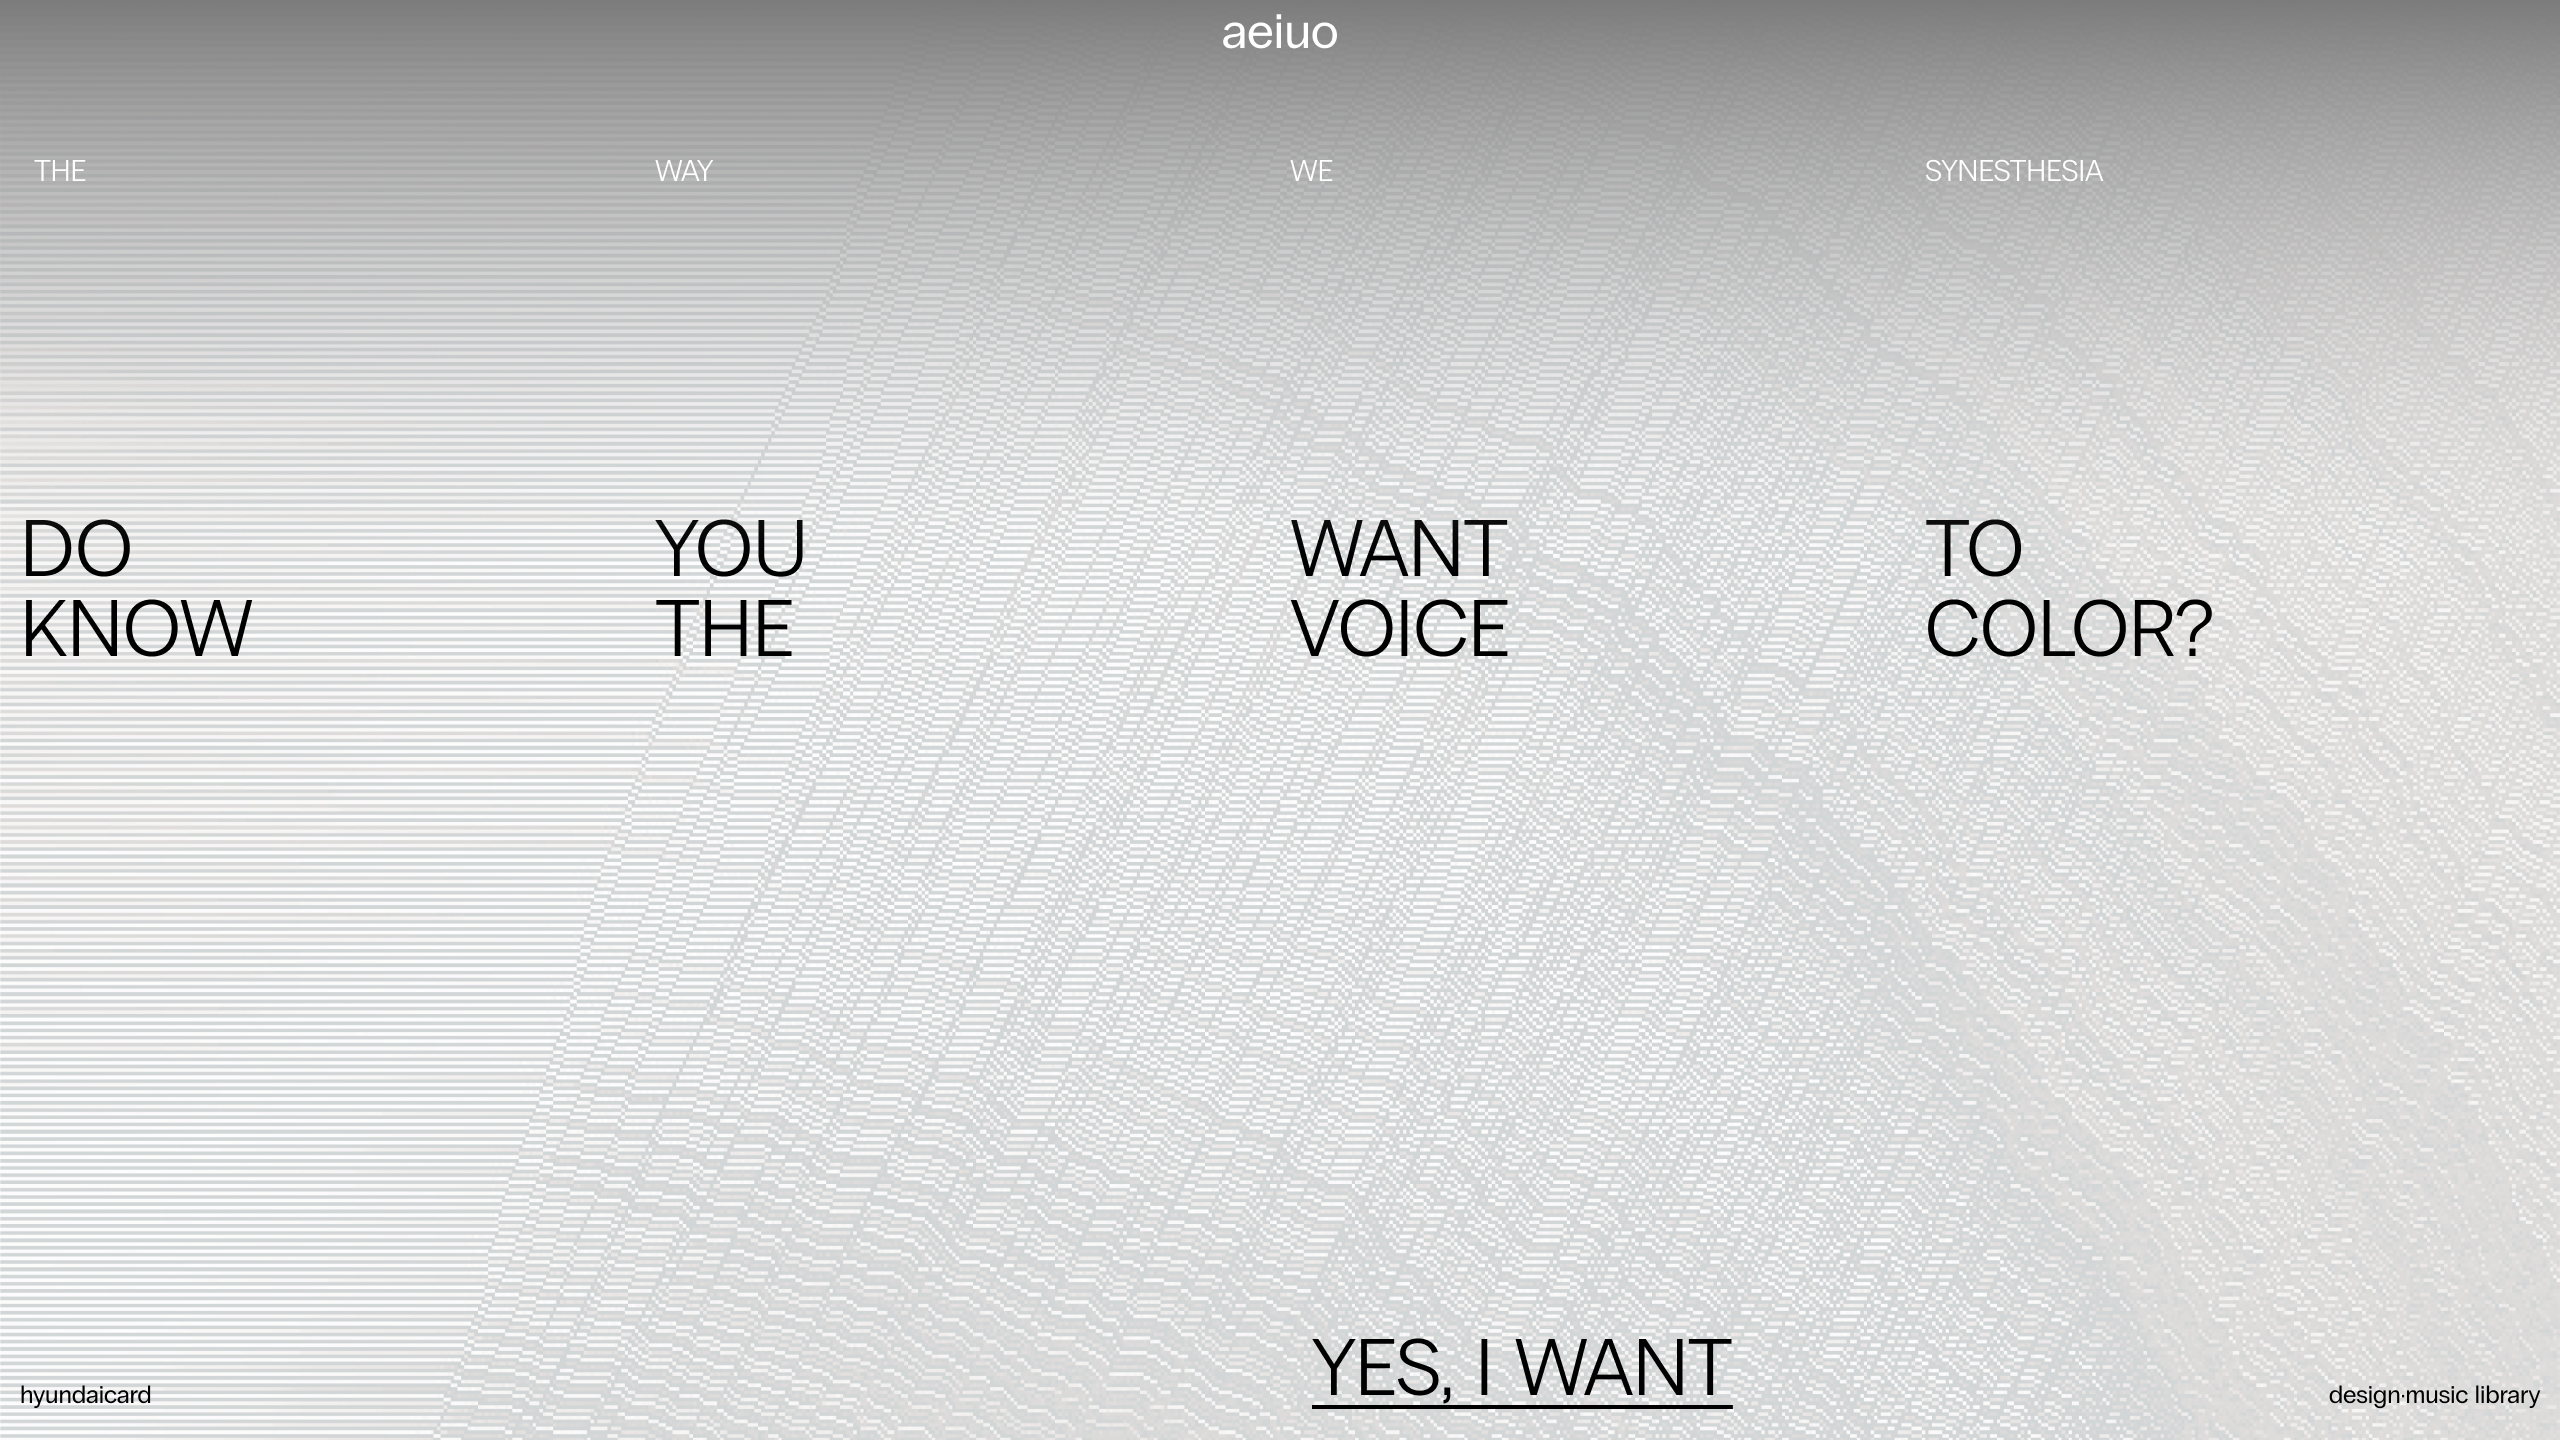 aeiuo
THE WAY WE SYNESTHESIA
DO YOU WANT TO
KNOW THE VOICE COLOR?
YES, I WANT
hyundaicard
design·music library